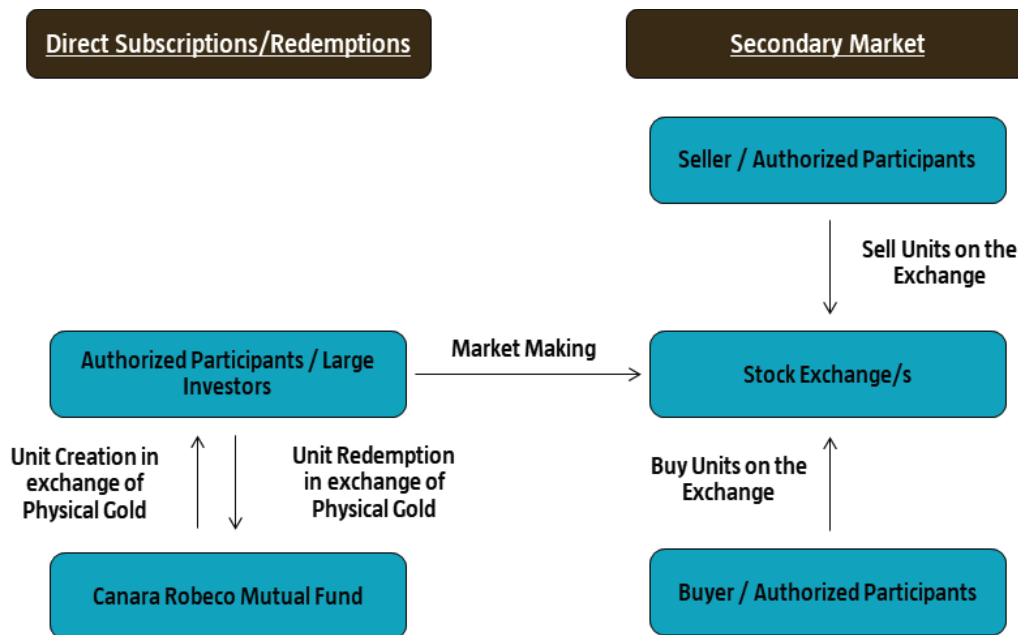 Direct Subscriptions/Redemptions
Secondary Market
Seller / Authorized Participants
Sell Units on the
Exchange
Authorized Participants / Large
Investors
Market Making
Stock Exchange/s
Unit Creation in
exchange of
Physical Gold
Unit Redemption
in exchange of
Physical Gold
Buy Units on the
Exchange
Canara Robeco Mutual Fund
Buyer / Authorized Participants